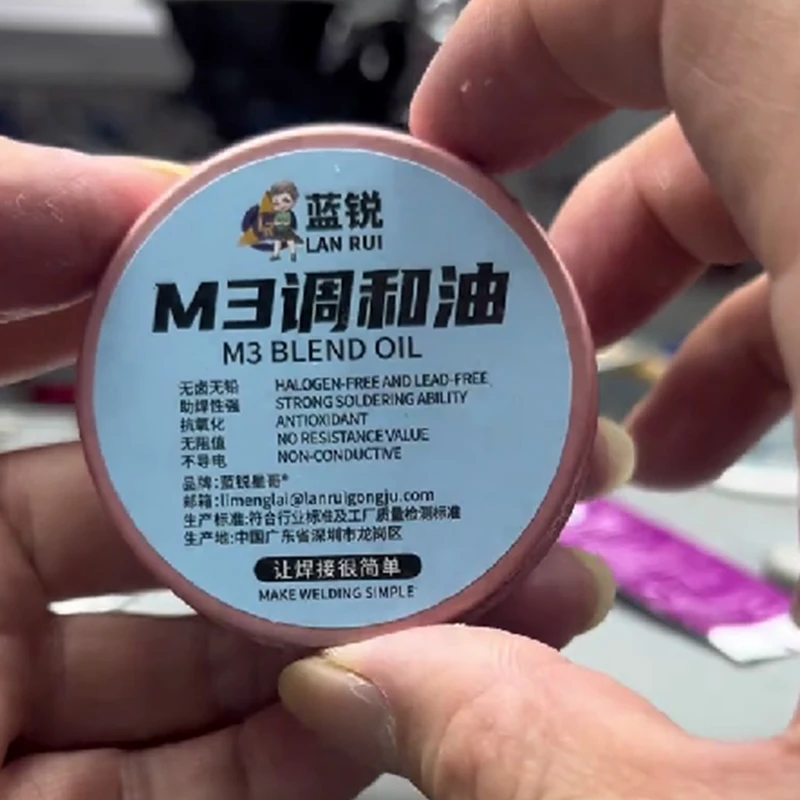 蓝锐
LAN RUI
M3调和油
M3 BLEND OIL
无卤无铅 HALOGEN-FREE AND LEAD-FREE
助焊性强 STRONG SOLDERING ABILITY
抗氧化 ANTIOXIDANT
无阻值 NO RESISTANCE VALUE
不导电 NON-CONDUCTIVE
品牌:蓝锐星哥®
邮箱:limenglai@lanruigongju.com
生产标准:符合行业标准及工厂质量检测标准
生产地:中国广东省深圳市龙岗区
让焊接很简单
MAKE WELDING SIMPLE